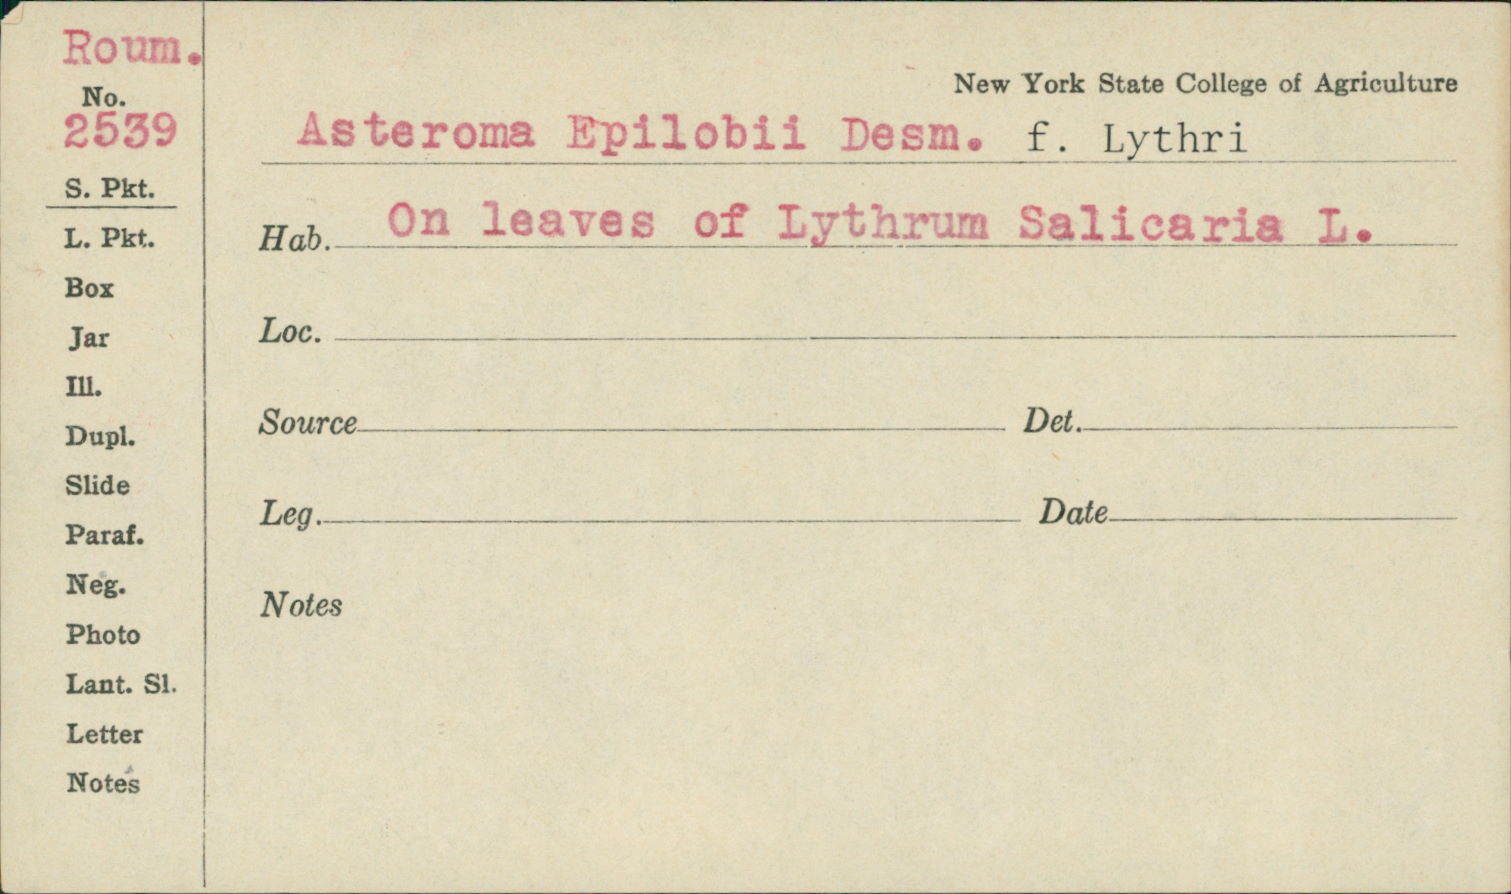 Roum.
No.
2539
S. Pkt.
L. Pkt.
Box
Jar
Ill.
Dupl.
Slide
Paraf.
Neg.
Photo
Lant. Sl.
Letter
Notes
New York State College of Agriculture
Asteroma Epilobii Desm. f. Lythri
Hab. On leaves of Lythrum Salicaria L.
Loc.
Source Det.
Leg. Date
Notes